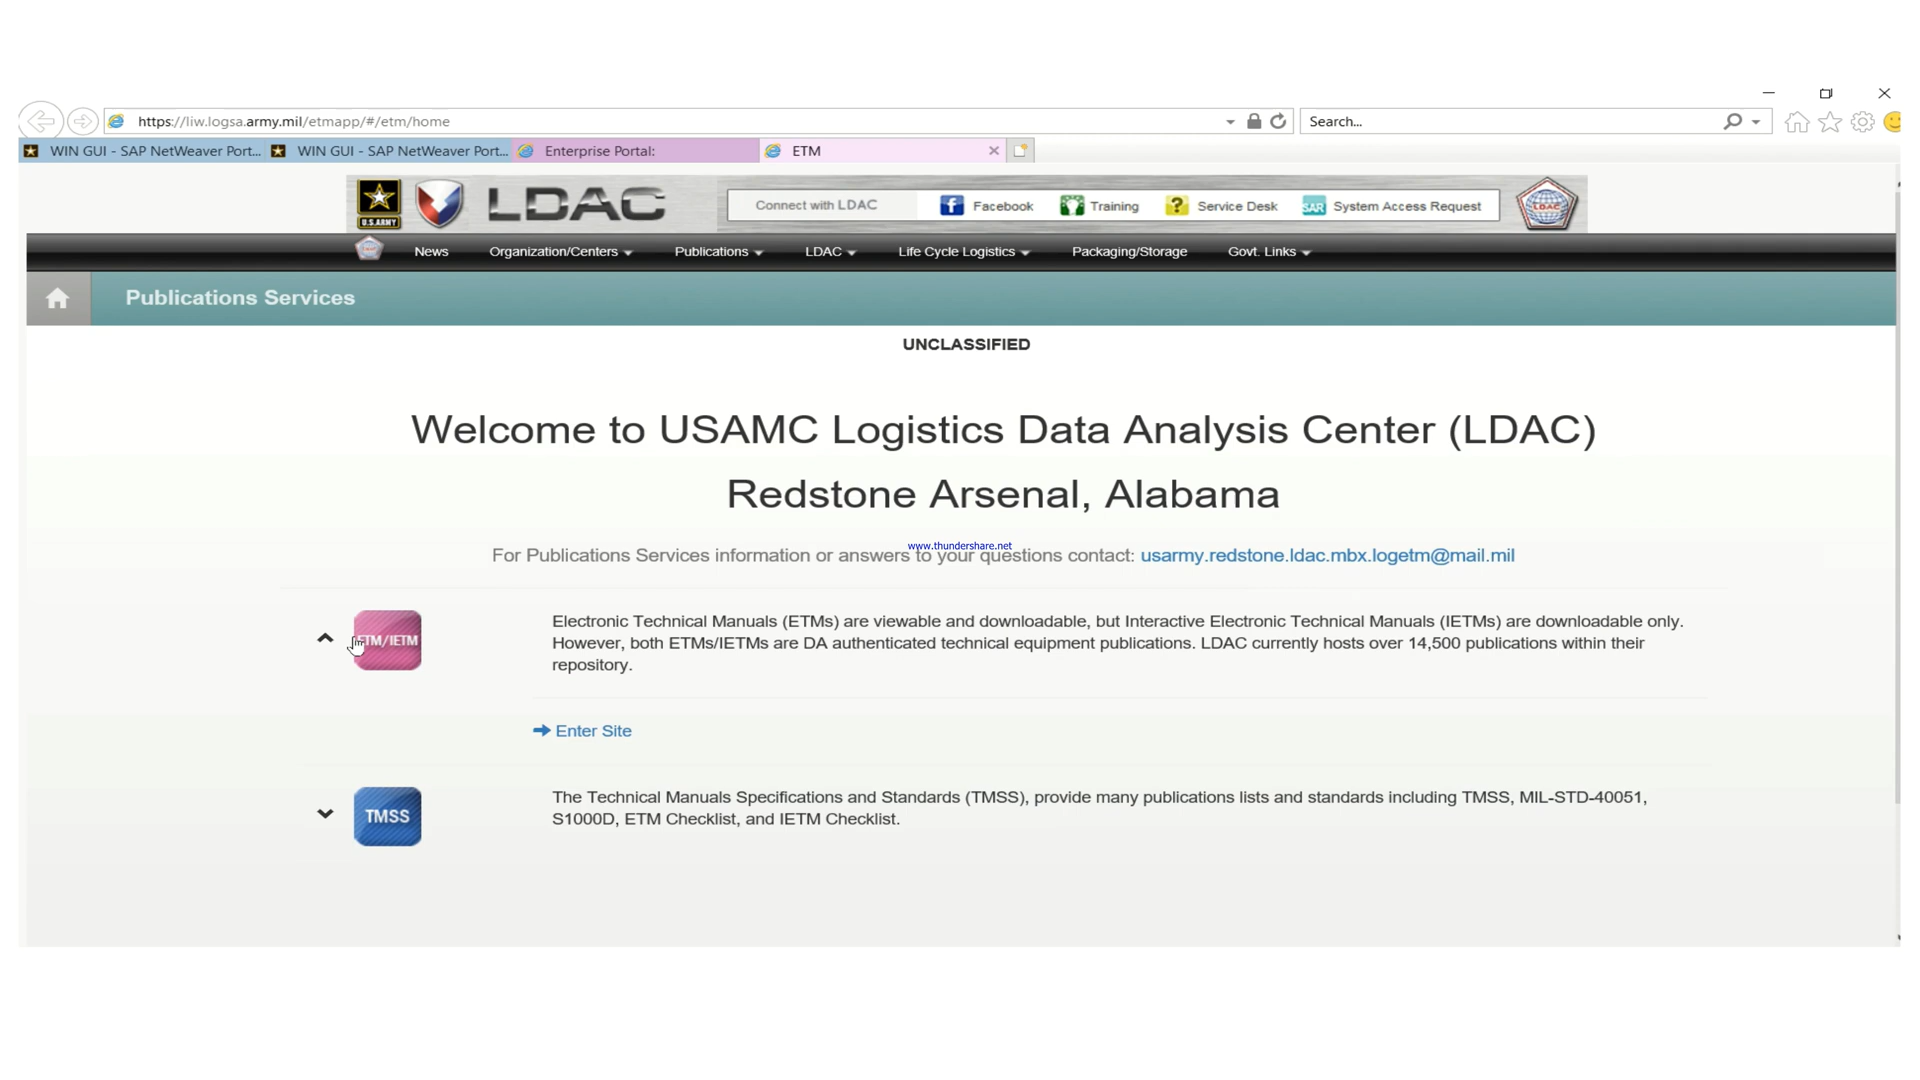 https://liw.logsa.army.mil/etmapp/#/etm/home
Search...
WIN GUI - SAP NetWeaver Port...
WIN GUI - SAP NetWeaver Port...
Enterprise Portal:
ETM
U.S.ARMY
LDAC
Connect with LDAC
Facebook
Training
? Service Desk
SAR System Access Request
LDAC
News
Organization/Centers
Publications
LDAC
Life Cycle Logistics
Packaging/Storage
Govt. Links
Publications Services
UNCLASSIFIED
Welcome to USAMC Logistics Data Analysis Center (LDAC)
Redstone Arsenal, Alabama
www.thundershare.net
For Publications Services information or answers to your questions contact: usarmy.redstone.ldac.mbx.logetm@mail.mil
ETM/IETM
Electronic Technical Manuals (ETMs) are viewable and downloadable, but Interactive Electronic Technical Manuals (IETMs) are downloadable only.
However, both ETMs/IETMs are DA authenticated technical equipment publications. LDAC currently hosts over 14,500 publications within their
repository.
Enter Site
TMSS
The Technical Manuals Specifications and Standards (TMSS), provide many publications lists and standards including TMSS, MIL-STD-40051,
S1000D, ETM Checklist, and IETM Checklist.